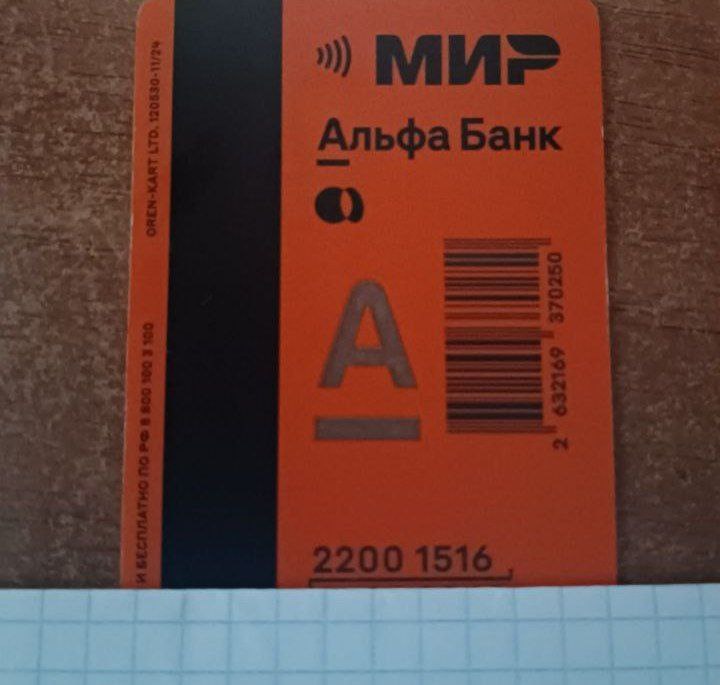 МИР
Альфа Банк
А
2 632169 370250
2200 1516
OREN-KART LTD. 120530-11/24
И БЕСПЛАТНО ПО РФ 8 800 100 3 100